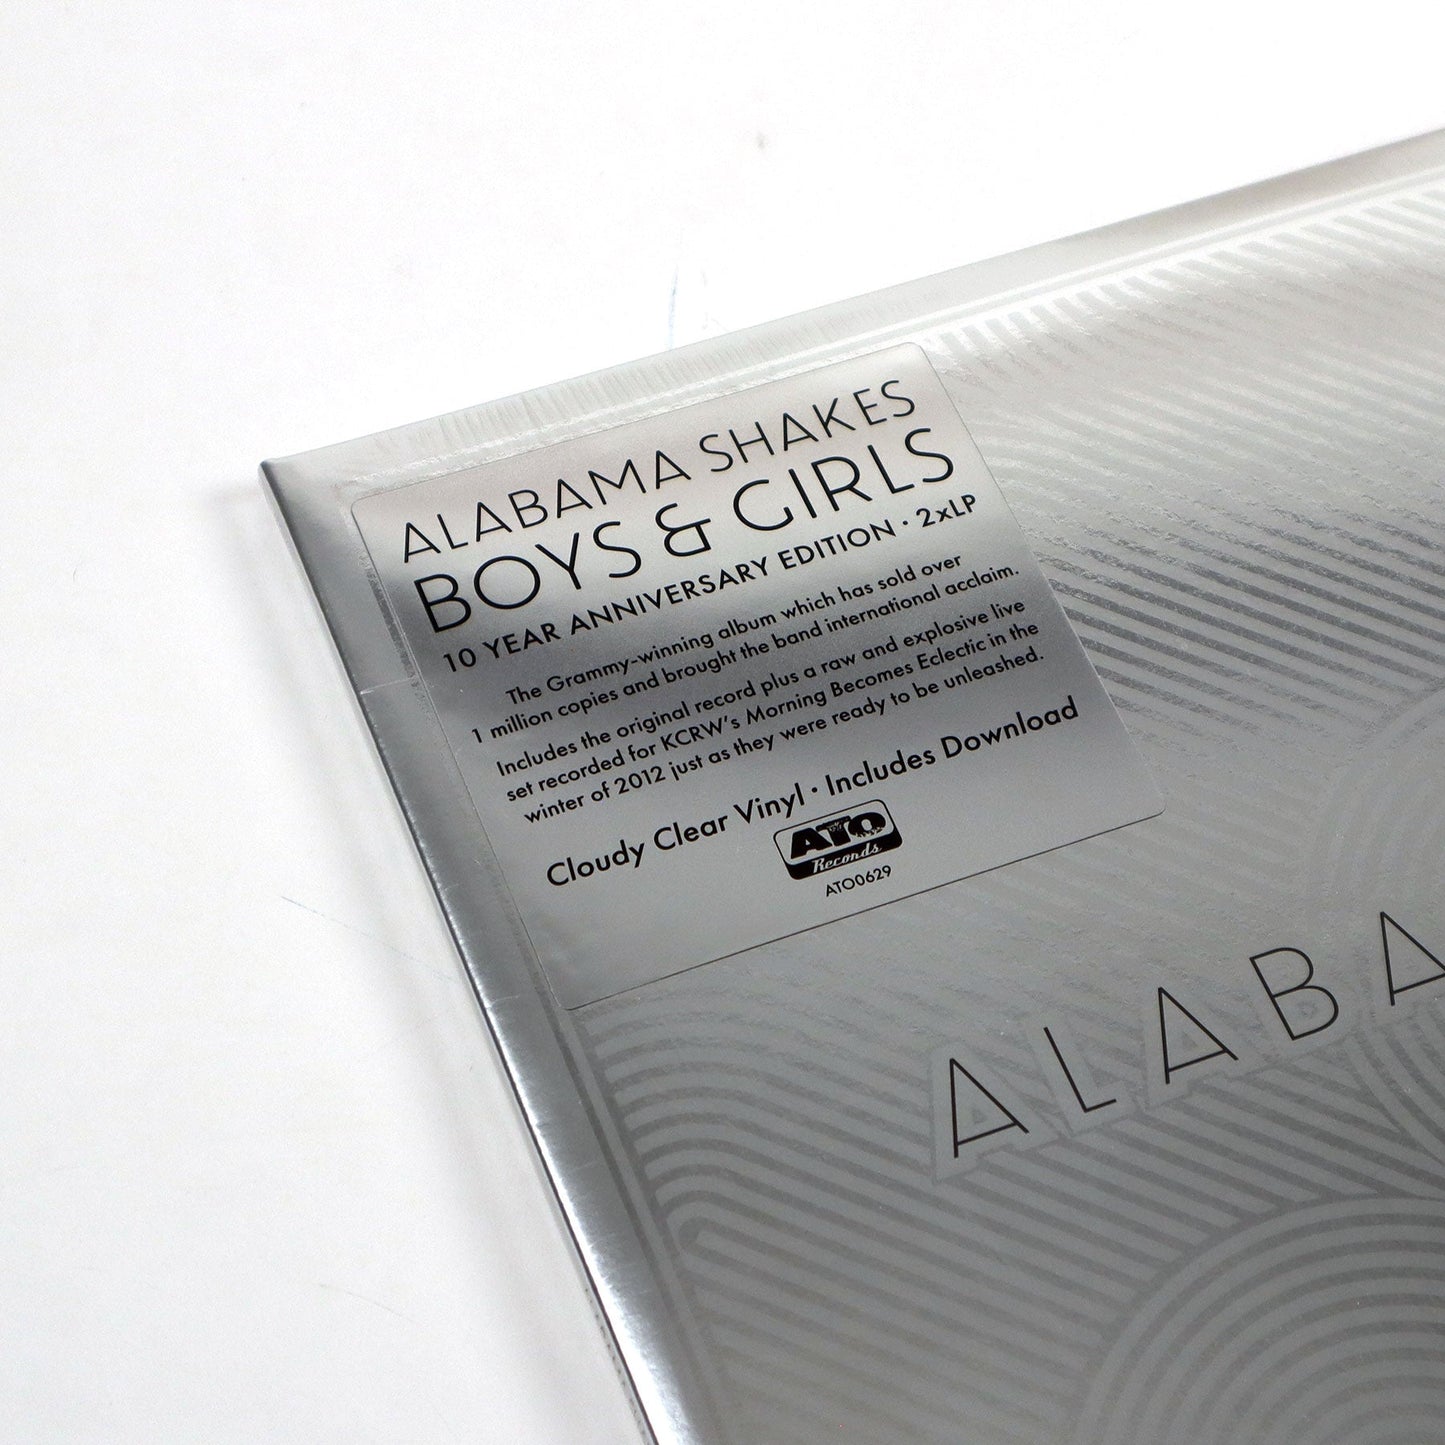 ALABAMA SHAKES
BOYS & GIRLS
10 YEAR ANNIVERSARY EDITION · 2xLP
The Grammy-winning album which has sold over
1 million copies and brought the band international acclaim.
Includes the original record plus a raw and explosive live
set recorded for KCRW's Morning Becomes Eclectic in the
winter of 2012 just as they were ready to be unleashed.
Cloudy Clear Vinyl · Includes Download
ATO
Records
ATO0629
ALABA